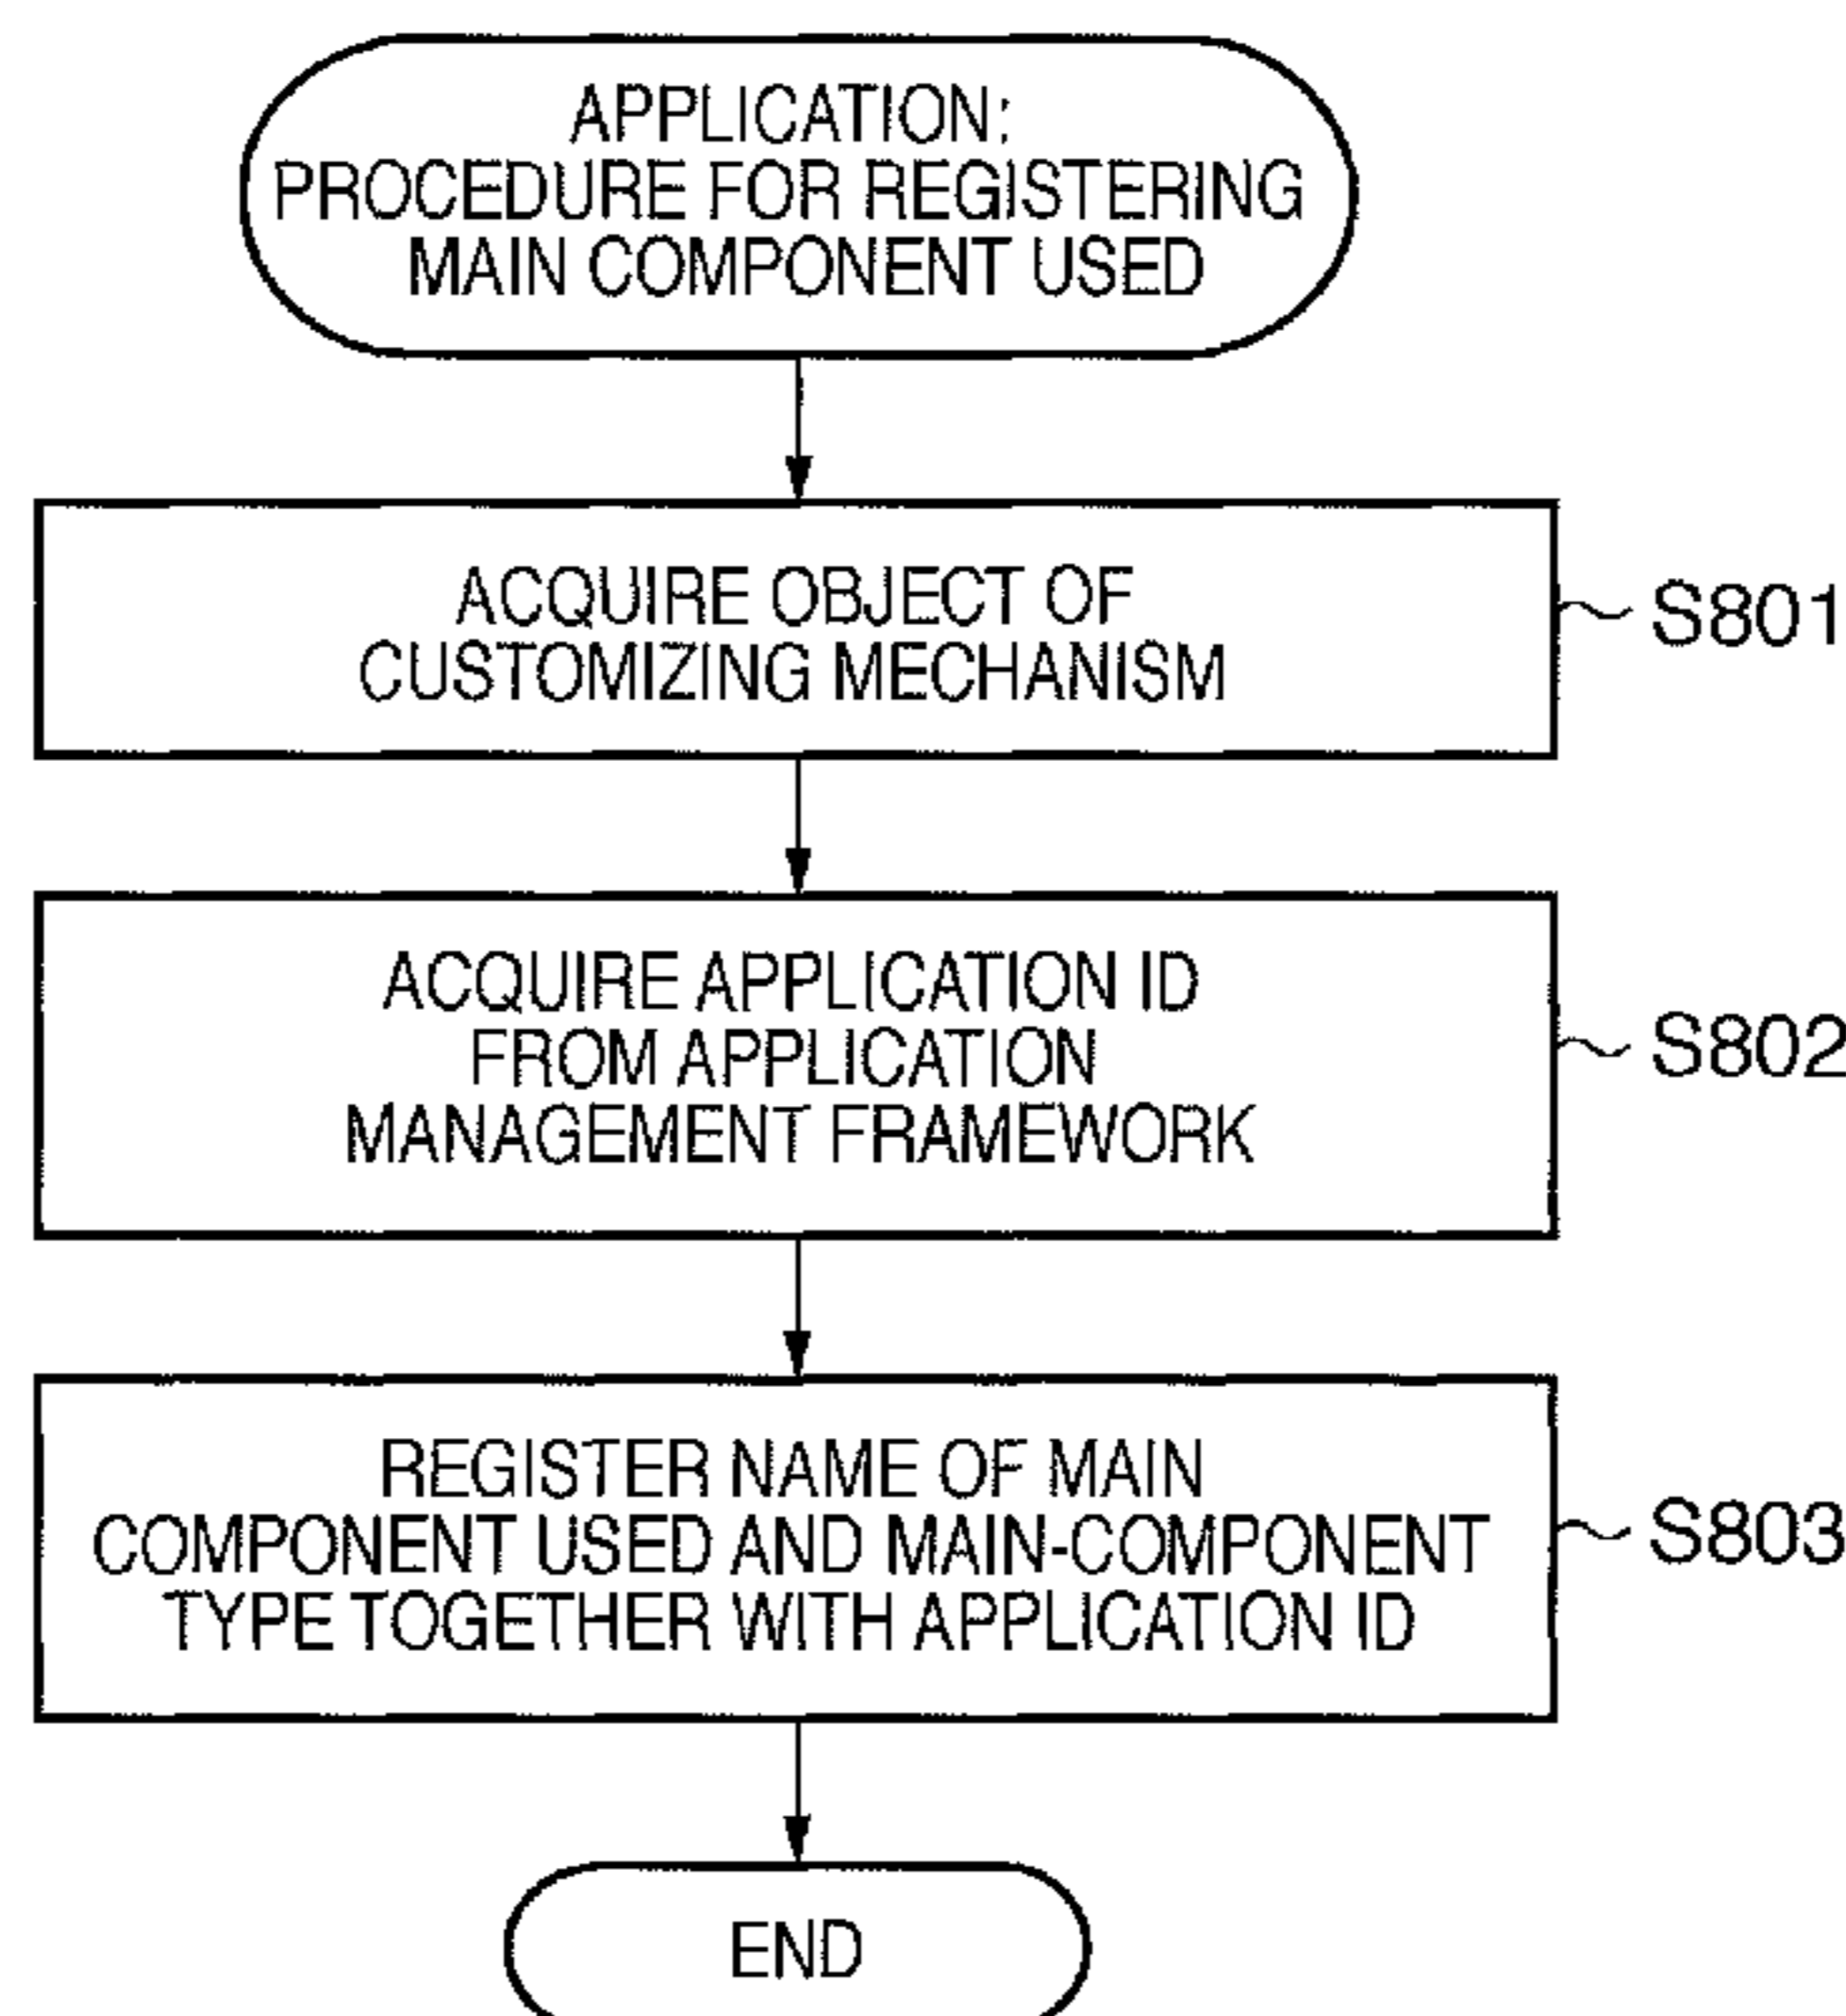 APPLICATION:
PROCEDURE FOR REGISTERING
MAIN COMPONENT USED
ACQUIRE OBJECT OF
CUSTOMIZING MECHANISM
S801
ACQUIRE APPLICATION ID
FROM APPLICATION
MANAGEMENT FRAMEWORK
S802
REGISTER NAME OF MAIN
COMPONENT USED AND MAIN-COMPONENT
TYPE TOGETHER WITH APPLICATION ID
S803
END